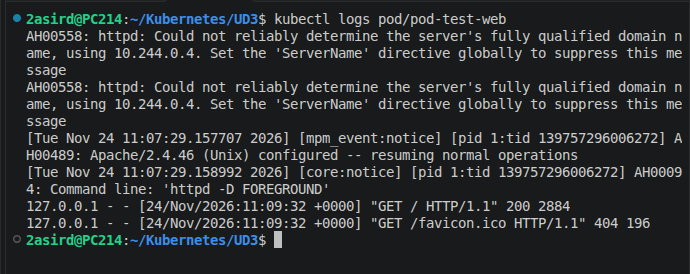 2asird@PC214:~/Kubernetes/UD3$ kubectl logs pod/pod-test-web
AH00558: httpd: Could not reliably determine the server's fully qualified domain n
ame, using 10.244.0.4. Set the 'ServerName' directive globally to suppress this me
ssage
AH00558: httpd: Could not reliably determine the server's fully qualified domain n
ame, using 10.244.0.4. Set the 'ServerName' directive globally to suppress this me
ssage
[Tue Nov 24 11:07:29.157707 2026] [mpm_event:notice] [pid 1:tid 139757296006272] A
H00489: Apache/2.4.46 (Unix) configured -- resuming normal operations
[Tue Nov 24 11:07:29.158992 2026] [core:notice] [pid 1:tid 139757296006272] AH0009
4: Command line: 'httpd -D FOREGROUND'
127.0.0.1 - - [24/Nov/2026:11:09:32 +0000] "GET / HTTP/1.1" 200 2884
127.0.0.1 - - [24/Nov/2026:11:09:32 +0000] "GET /favicon.ico HTTP/1.1" 404 196
2asird@PC214:~/Kubernetes/UD3$